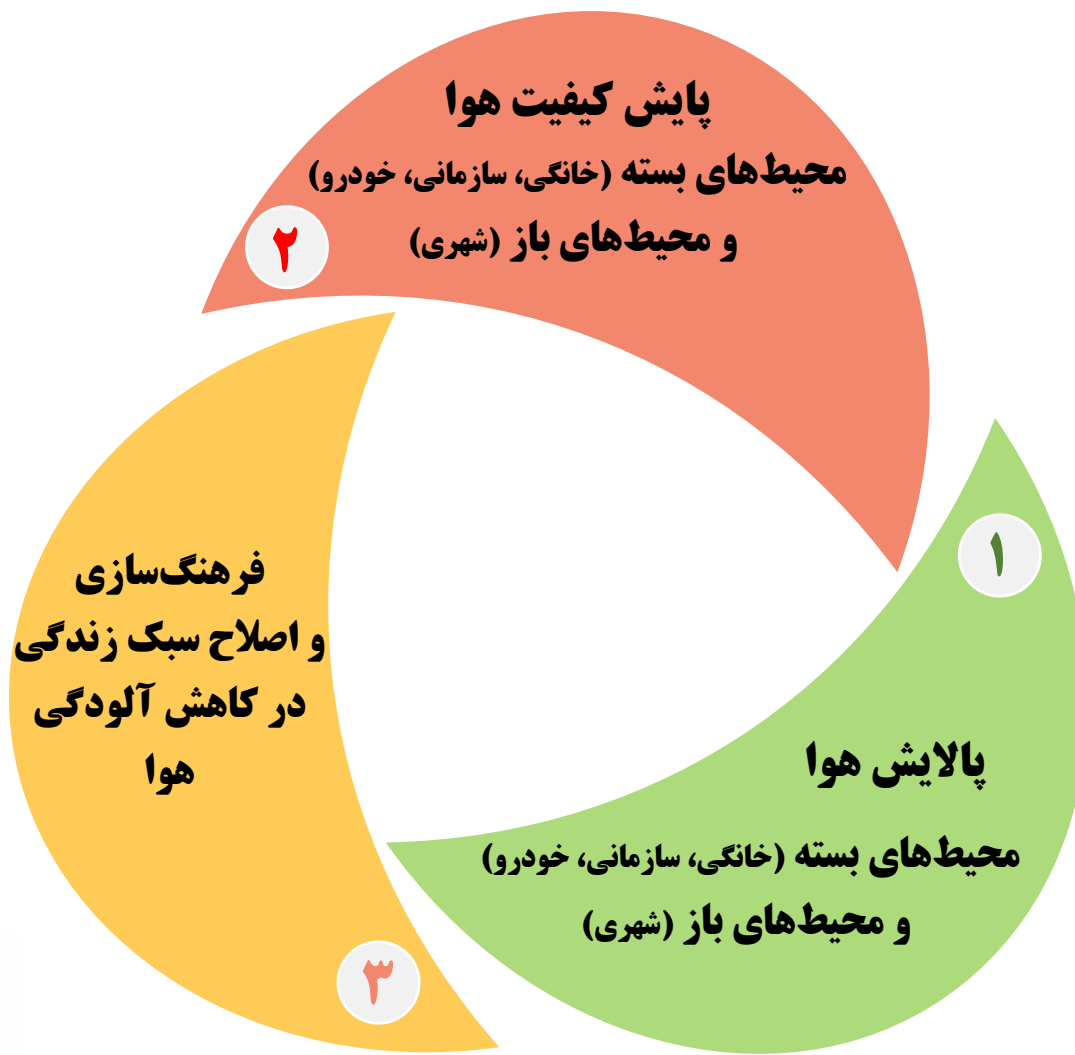 پایش کیفیت هوا
محیط‌های بسته (خانگی، سازمانی، خودرو)
و محیط‌های باز (شهری)
۲
۱
پالایش هوا
محیط‌های بسته (خانگی، سازمانی، خودرو)
و محیط‌های باز (شهری)
فرهنگ‌سازی
و اصلاح سبک زندگی
در کاهش آلودگی
هوا
۳